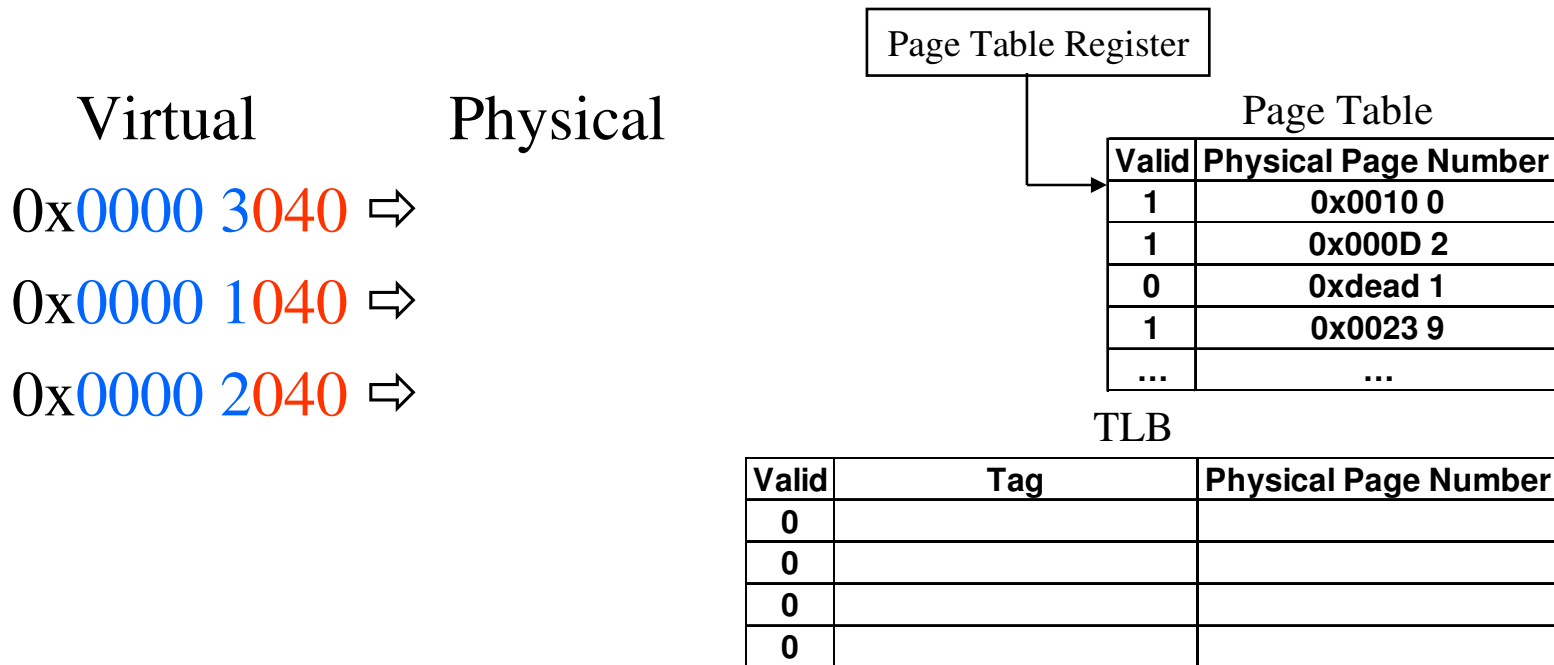 Page Table Register
Virtual Physical
0x0000 3040 ⇨
0x0000 1040 ⇨
0x0000 2040 ⇨
Page Table
Valid Physical Page Number
1 0x0010 0
1 0x000D 2
0 0xdead 1
1 0x0023 9
... ...
TLB
Valid Tag Physical Page Number
0
0
0
0